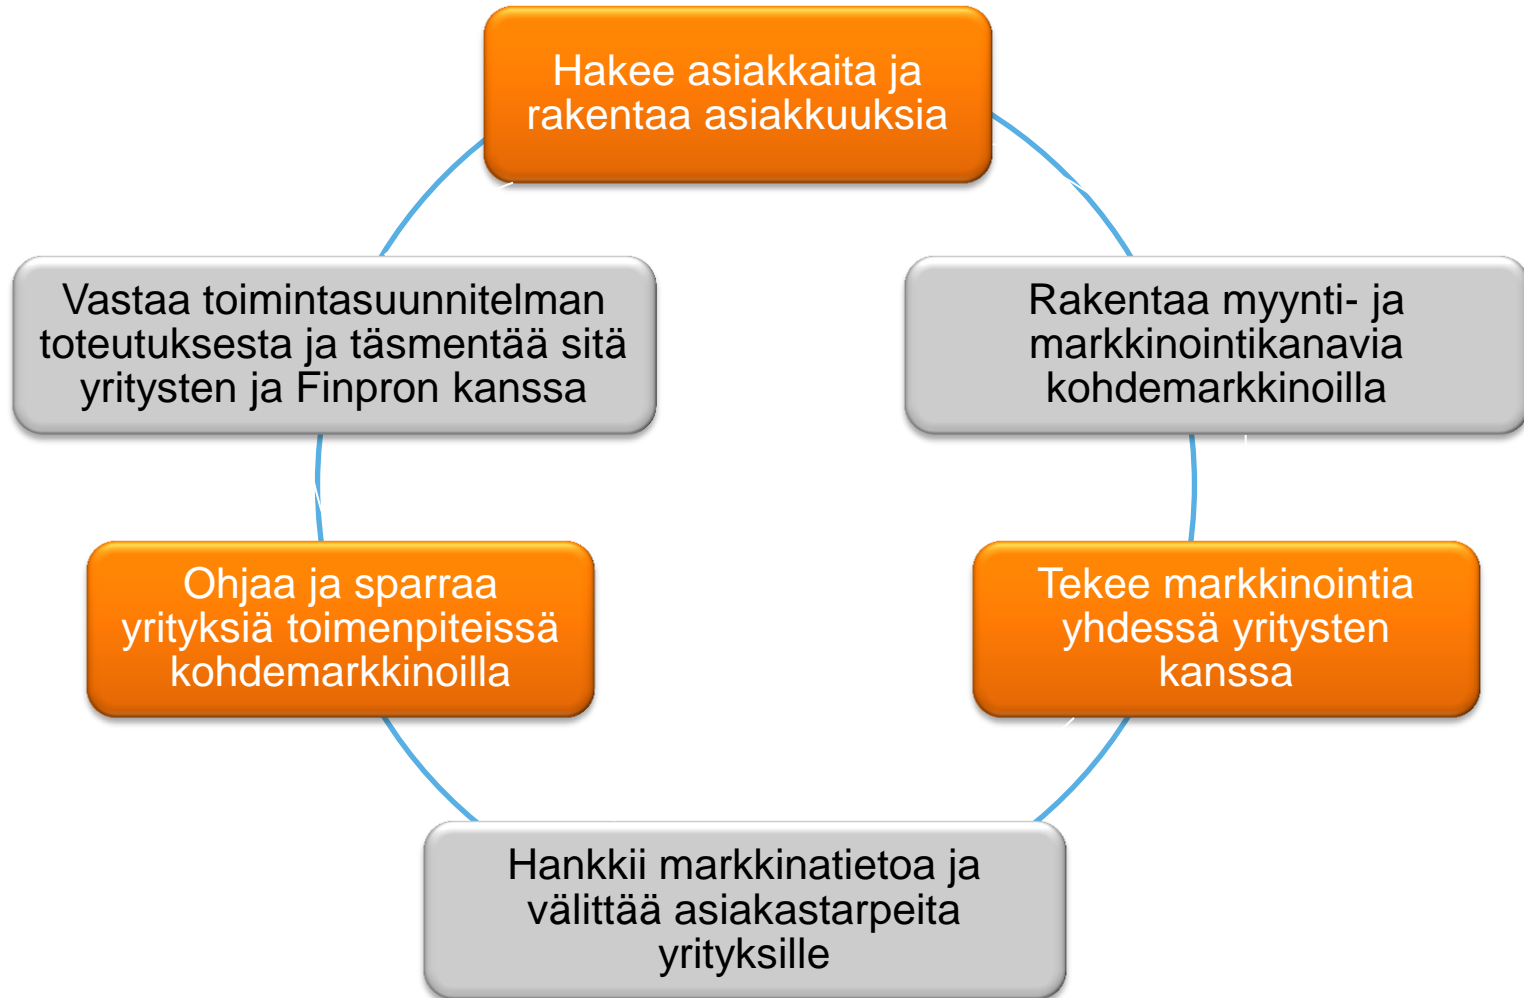 Hakee asiakkaita ja
rakentaa asiakkuuksia
Rakentaa myynti- ja
markkinointikanavia
kohdemarkkinoilla
Tekee markkinointia
yhdessä yritysten
kanssa
Hankkii markkinatietoa ja
välittää asiakastarpeita
yrityksille
Ohjaa ja sparraa
yrityksiä toimenpiteissä
kohdemarkkinoilla
Vastaa toimintasuunnitelman
toteutuksesta ja täsmentää sitä
yritysten ja Finpron kanssa